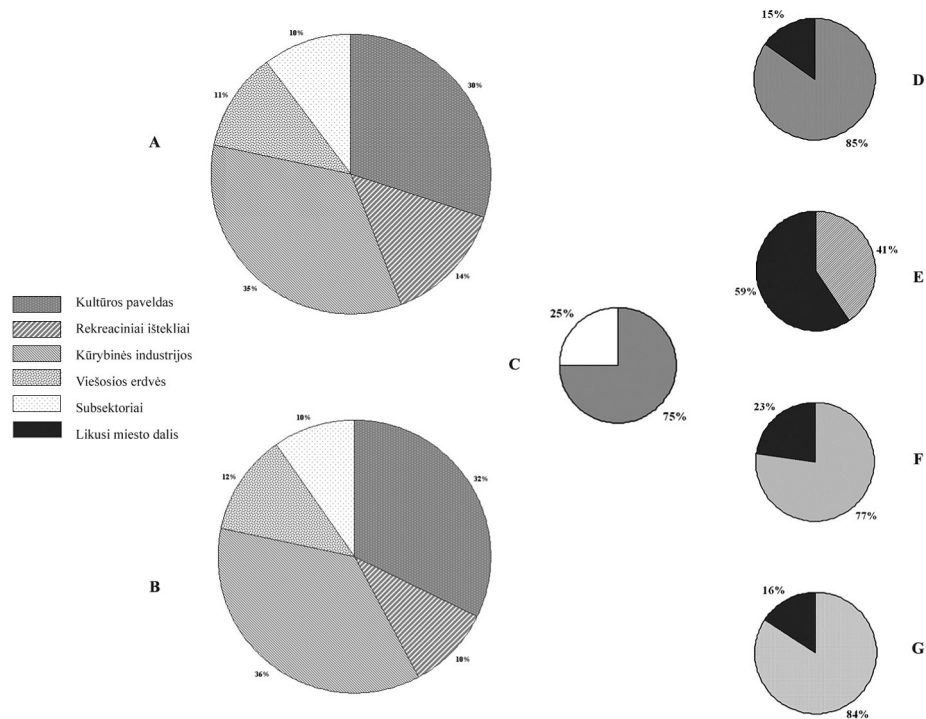 10%
30%
11%
A
14%
35%
Kultūros paveldas
Rekreaciniai ištekliai
Kūrybinės industrijos
Viešosios erdvės
Subsektoriai
Likusi miesto dalis
10%
32%
12%
B
10%
36%
25%
C
75%
15%
D
85%
41%
E
59%
23%
F
77%
16%
G
84%